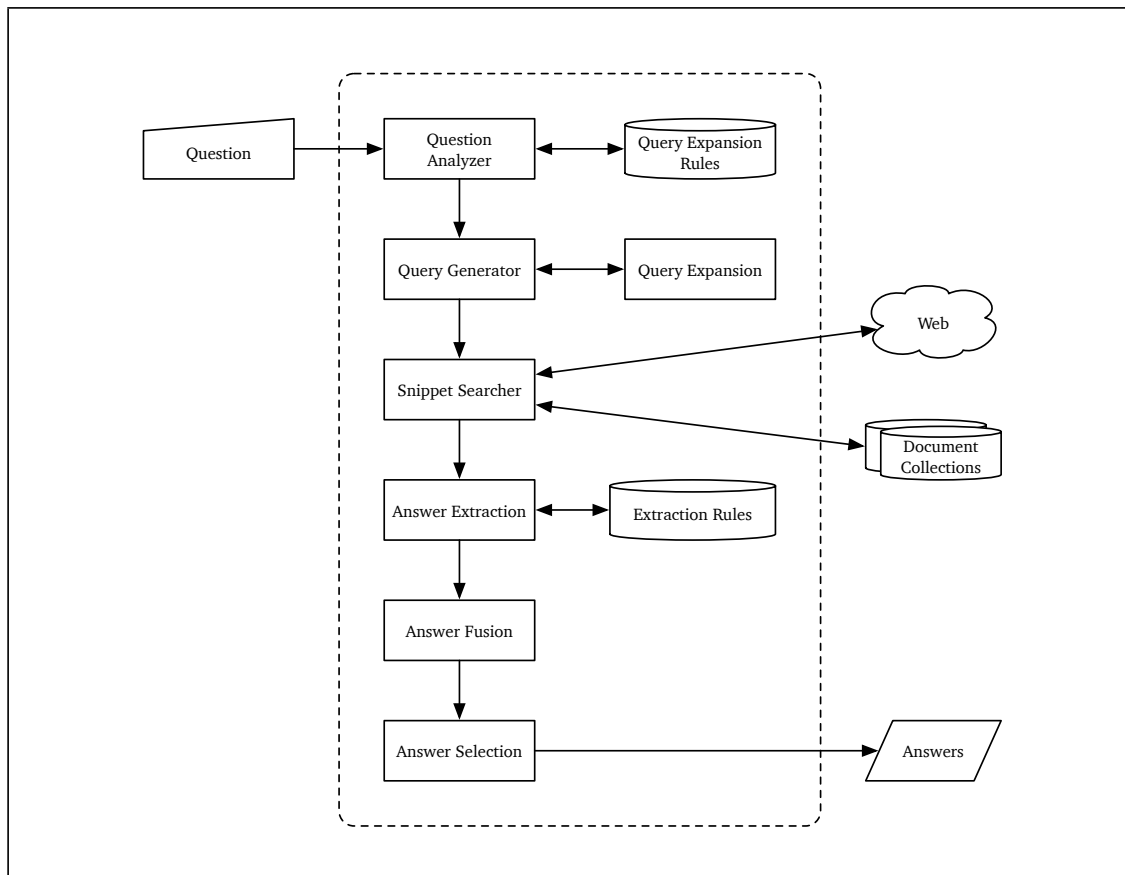 Question
Question
Analyzer
Query Expansion
Rules
Query Generator
Query Expansion
Web
Snippet Searcher
Document
Collections
Answer Extraction
Extraction Rules
Answer Fusion
Answer Selection
Answers